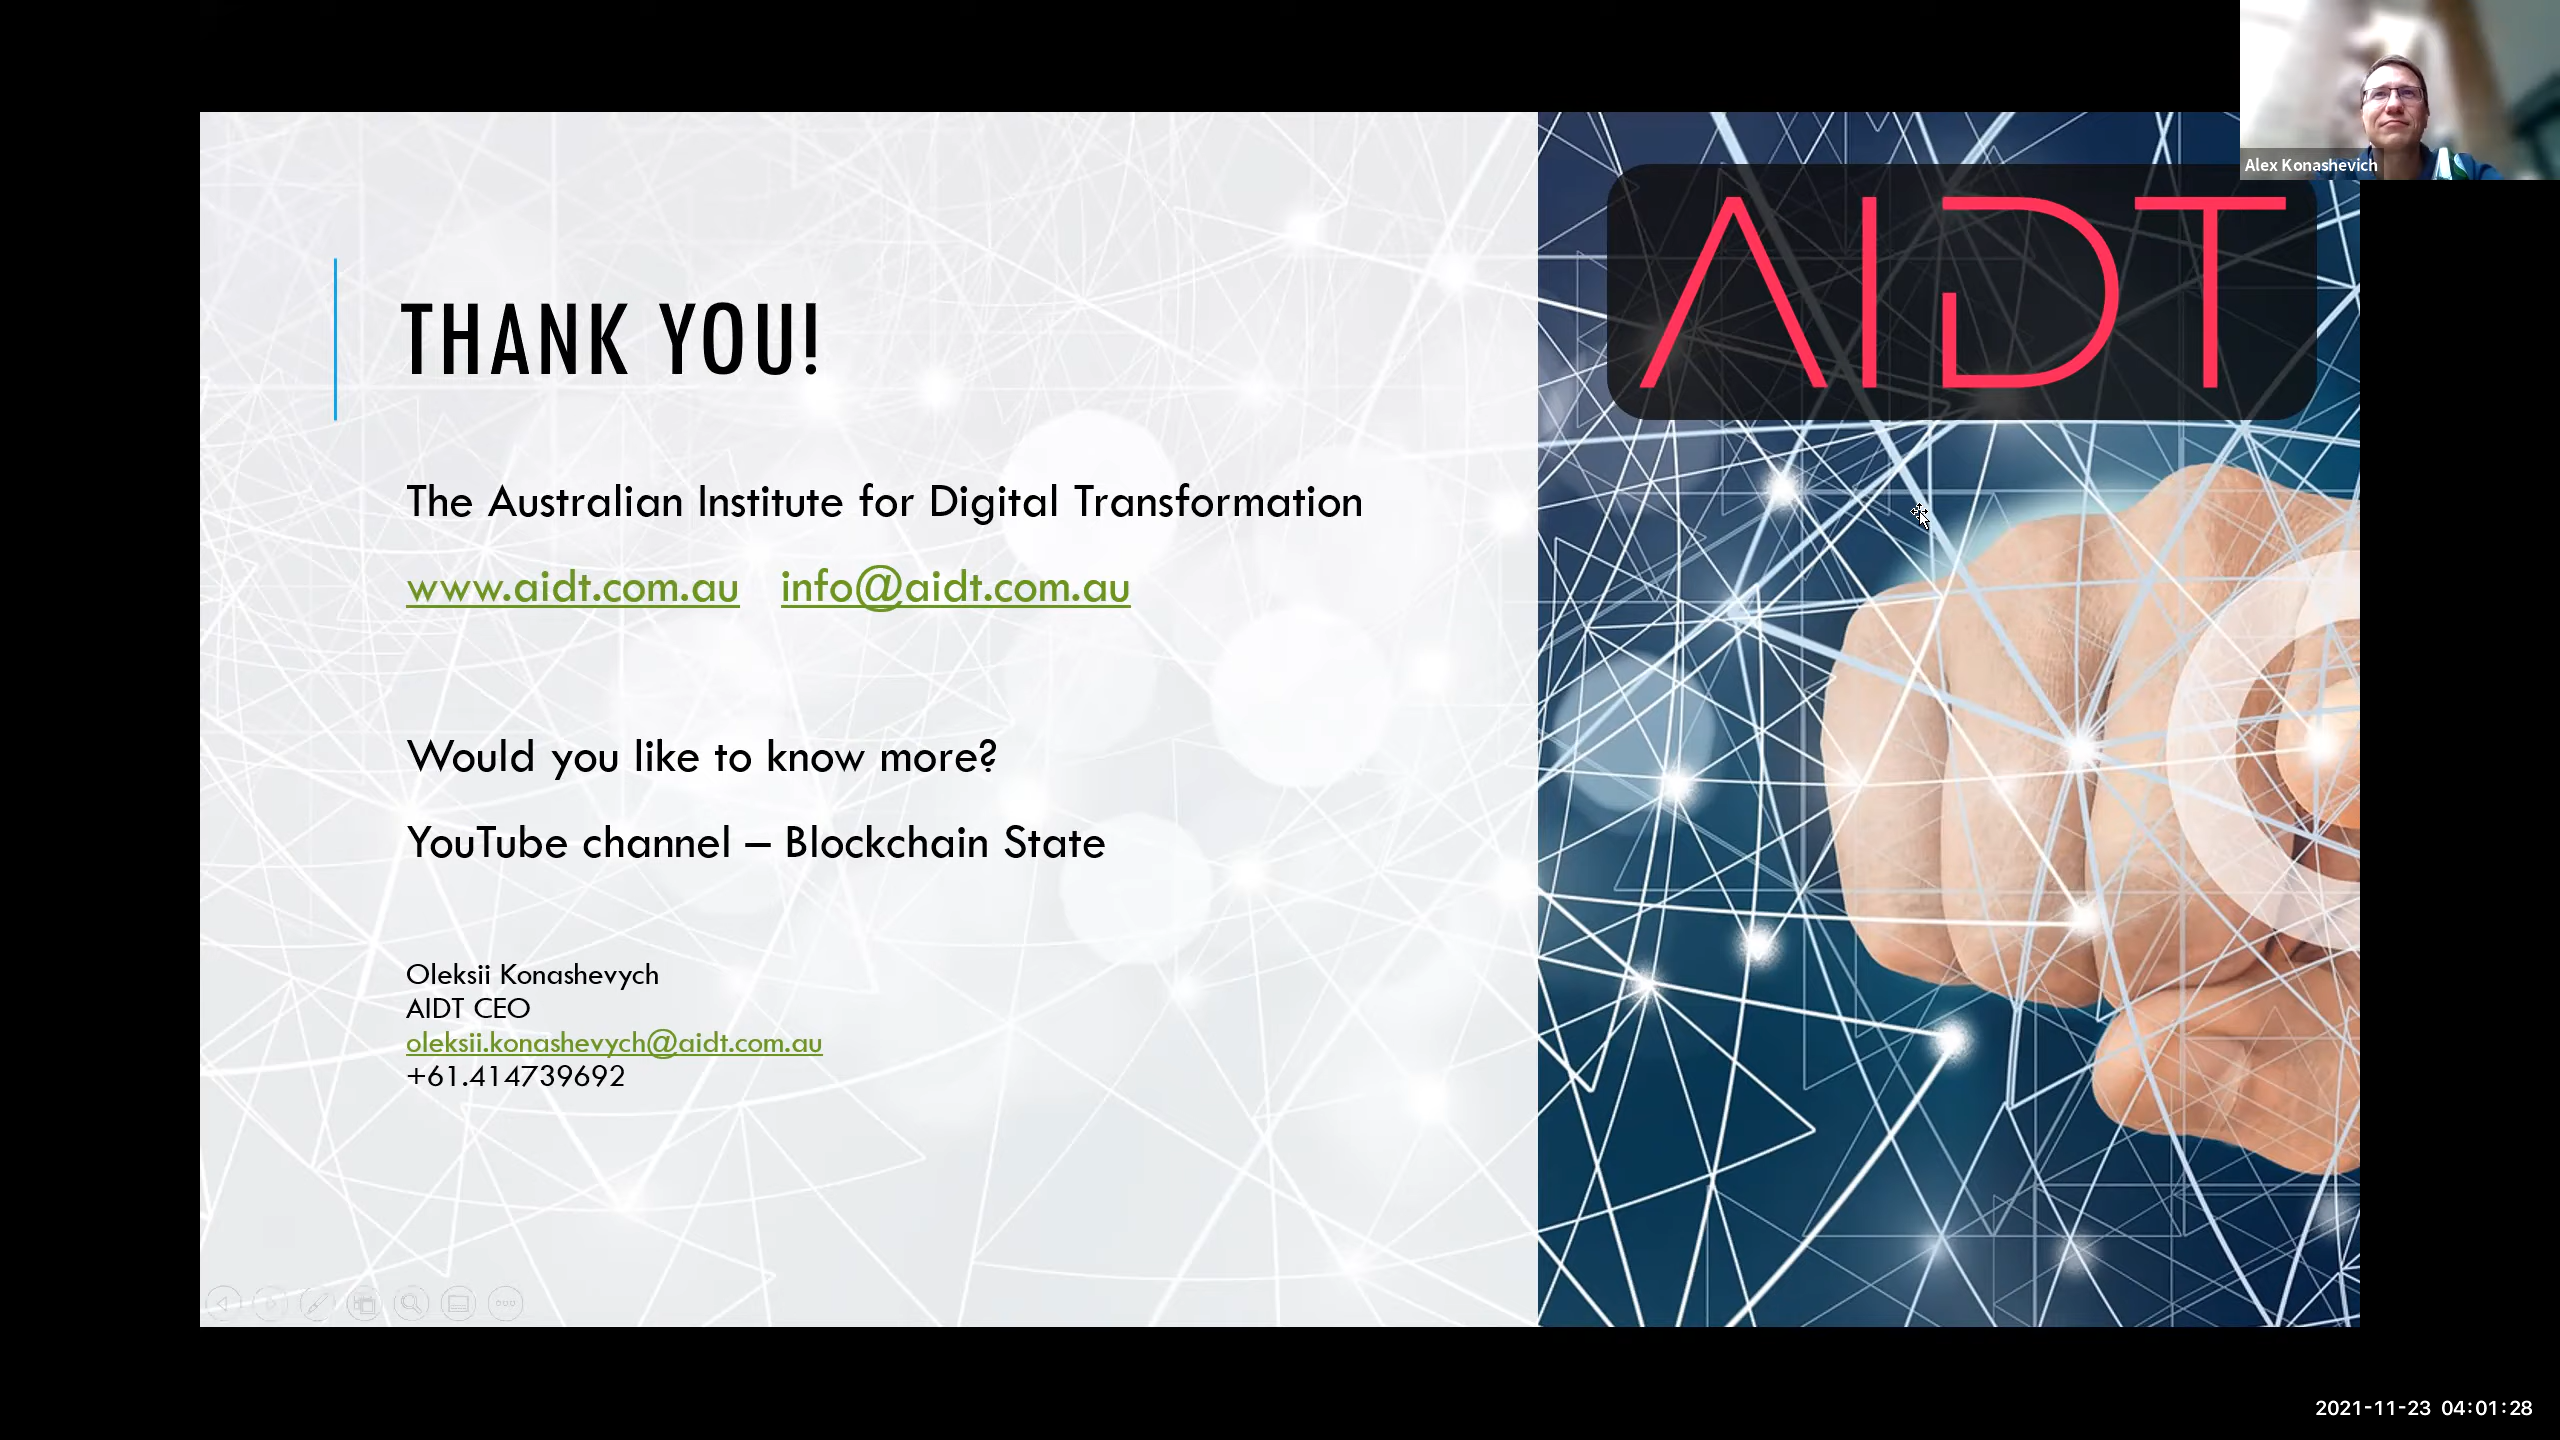 Alex Konashevich
AIDT
THANK YOU!
The Australian Institute for Digital Transformation
www.aidt.com.au info@aidt.com.au
Would you like to know more?
YouTube channel – Blockchain State
Oleksii Konashevych
AIDT CEO
oleksii.konashevych@aidt.com.au
+61.414739692
2021-11-23 04:01:28